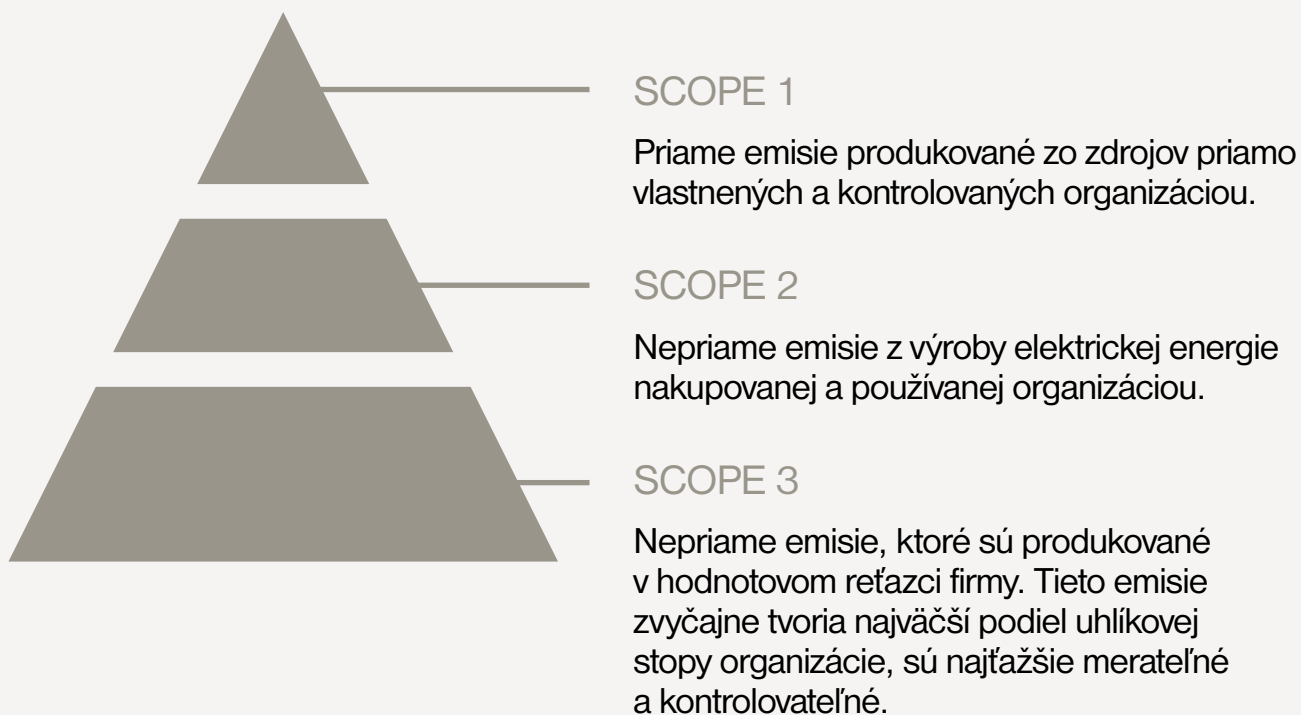 SCOPE 1
Priame emisie produkované zo zdrojov priamo
vlastnených a kontrolovaných organizáciou.
SCOPE 2
Nepriame emisie z výroby elektrickej energie
nakupovanej a používanej organizáciou.
SCOPE 3
Nepriame emisie, ktoré sú produkované
v hodnotovom reťazci firmy. Tieto emisie
zvyčajne tvoria najväčší podiel uhlíkovej
stopy organizácie, sú najťažšie merateľné
a kontrolovateľné.